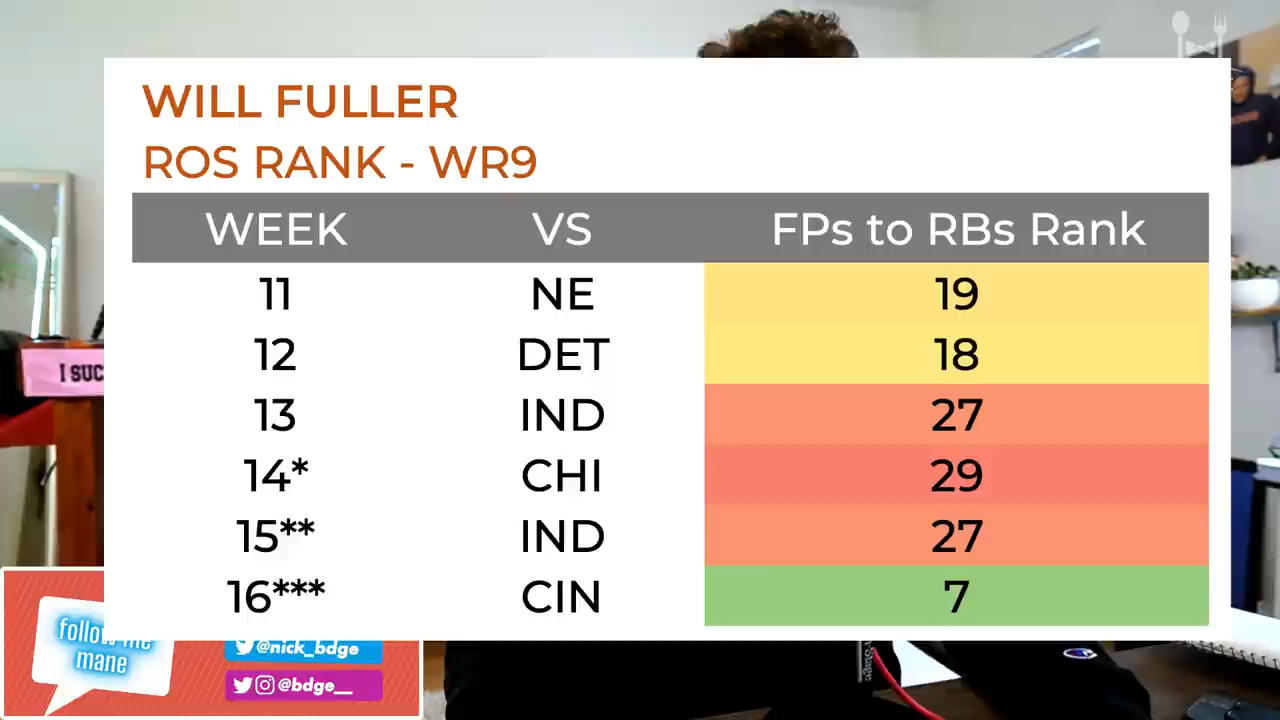 WILL FULLER
ROS RANK - WR9
WEEK VS FPs to RBs Rank
11 NE 19
12 DET 18
13 IND 27
14* CHI 29
15** IND 27
16*** CIN 7
I SUC
follow me
mane
@nick_bdge
@bdge__